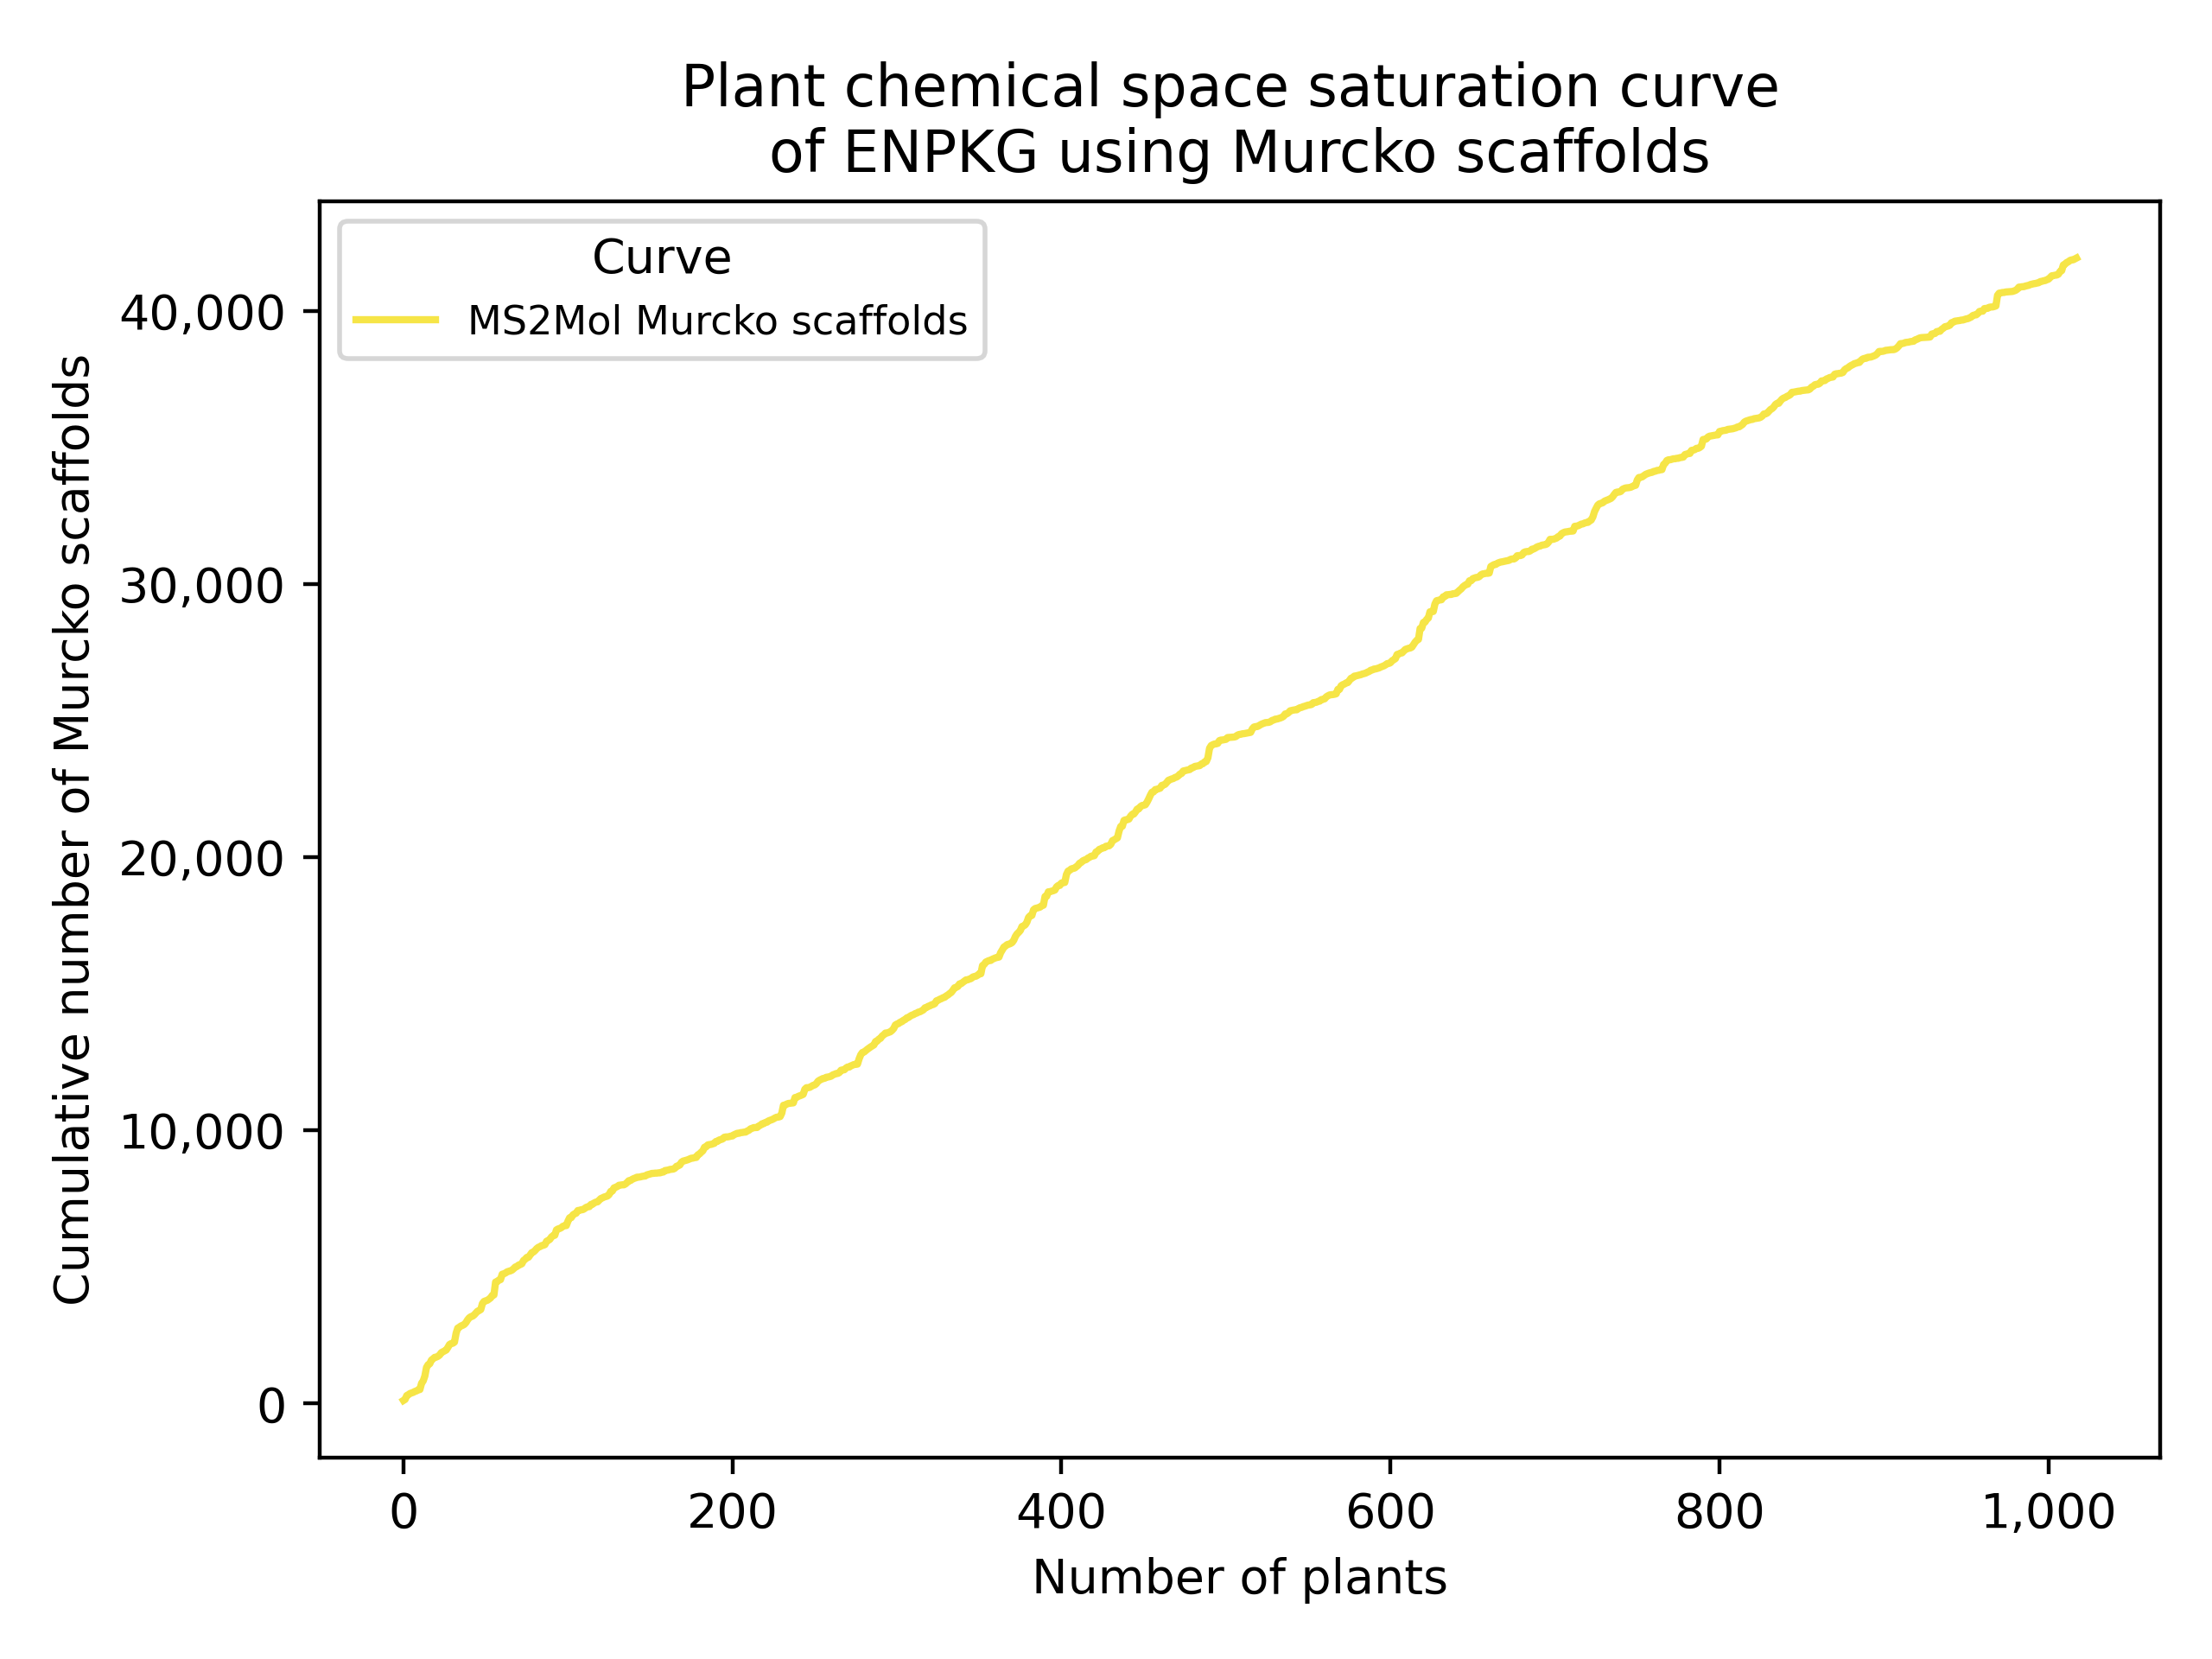 Plant chemical space saturation curve
of ENPKG using Murcko scaffolds
Curve
MS2Mol Murcko scaffolds
Cumulative number of Murcko scaffolds
40,000
30,000
20,000
10,000
0
0 200 400 600 800 1,000
Number of plants